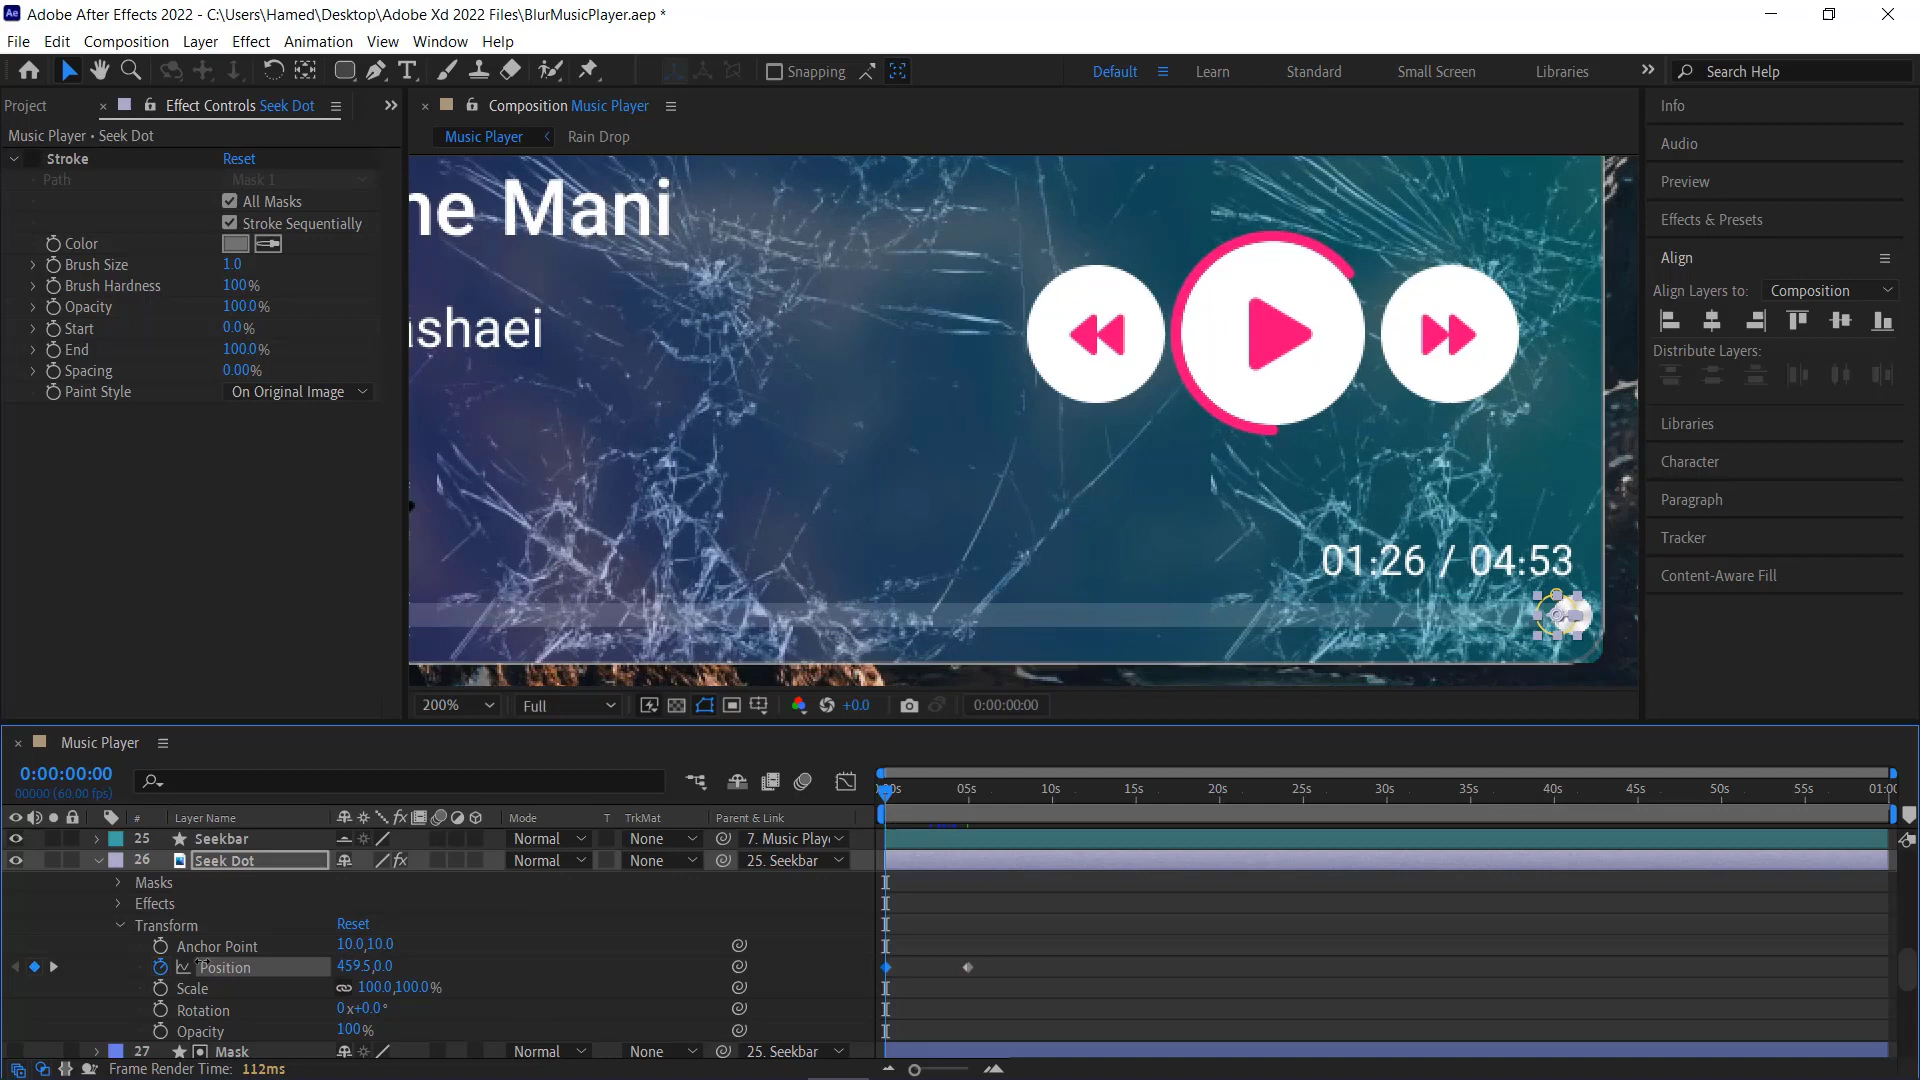 Adobe After Effects 2022 - C:\Users\Hamed\Desktop\Adobe Xd 2022 Files\BlurMusicPlayer.aep *
File Edit Composition Layer Effect Animation View Window Help
Snapping Default Learn Standard Small Screen Libraries Search Help
Project Effect Controls Seek Dot
Composition Music Player
Music Player • Seek Dot
Music Player Rain Drop
Stroke Reset
Path Mask 1
All Masks
Stroke Sequentially
Color
Brush Size 1.0
Brush Hardness 100%
Opacity 100.0%
Start 0.0%
End 100.0%
Spacing 0.00%
Paint Style On Original Image
ne Mani
ashaei
01:26 / 04:53
200% Full +0.0 0:00:00:00
Info
Audio
Preview
Effects & Presets
Align
Align Layers to: Composition
Distribute Layers:
Libraries
Character
Paragraph
Tracker
Content-Aware Fill
Music Player
0:00:00:00
00000 (60.00 fps)
00s 05s 10s 15s 20s 25s 30s 35s 40s 45s 50s 55s 01:00
# Layer Name Mode T TrkMat Parent & Link
25 Seekbar Normal None 7. Music Playe
26 Seek Dot Normal None 25. Seekbar
Masks
Effects
Transform Reset
Anchor Point 10.0,10.0
Position 459.5,0.0
Scale 100.0,100.0%
Rotation 0x+0.0°
Opacity 100%
27 Mask Normal None 25. Seekbar
Frame Render Time: 112ms